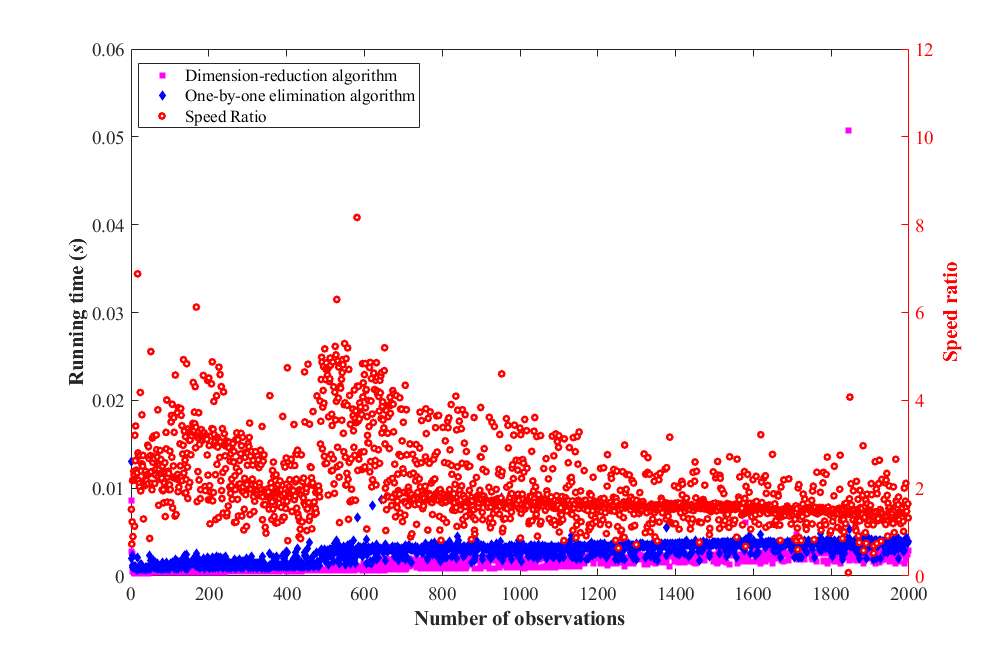 0.06
0.05
0.04
0.03
0.02
0.01
0
Running time (s)
Dimension-reduction algorithm
One-by-one elimination algorithm
Speed Ratio
12
10
8
6
4
2
0
Speed ratio
0 200 400 600 800 1000 1200 1400 1600 1800 2000
Number of observations